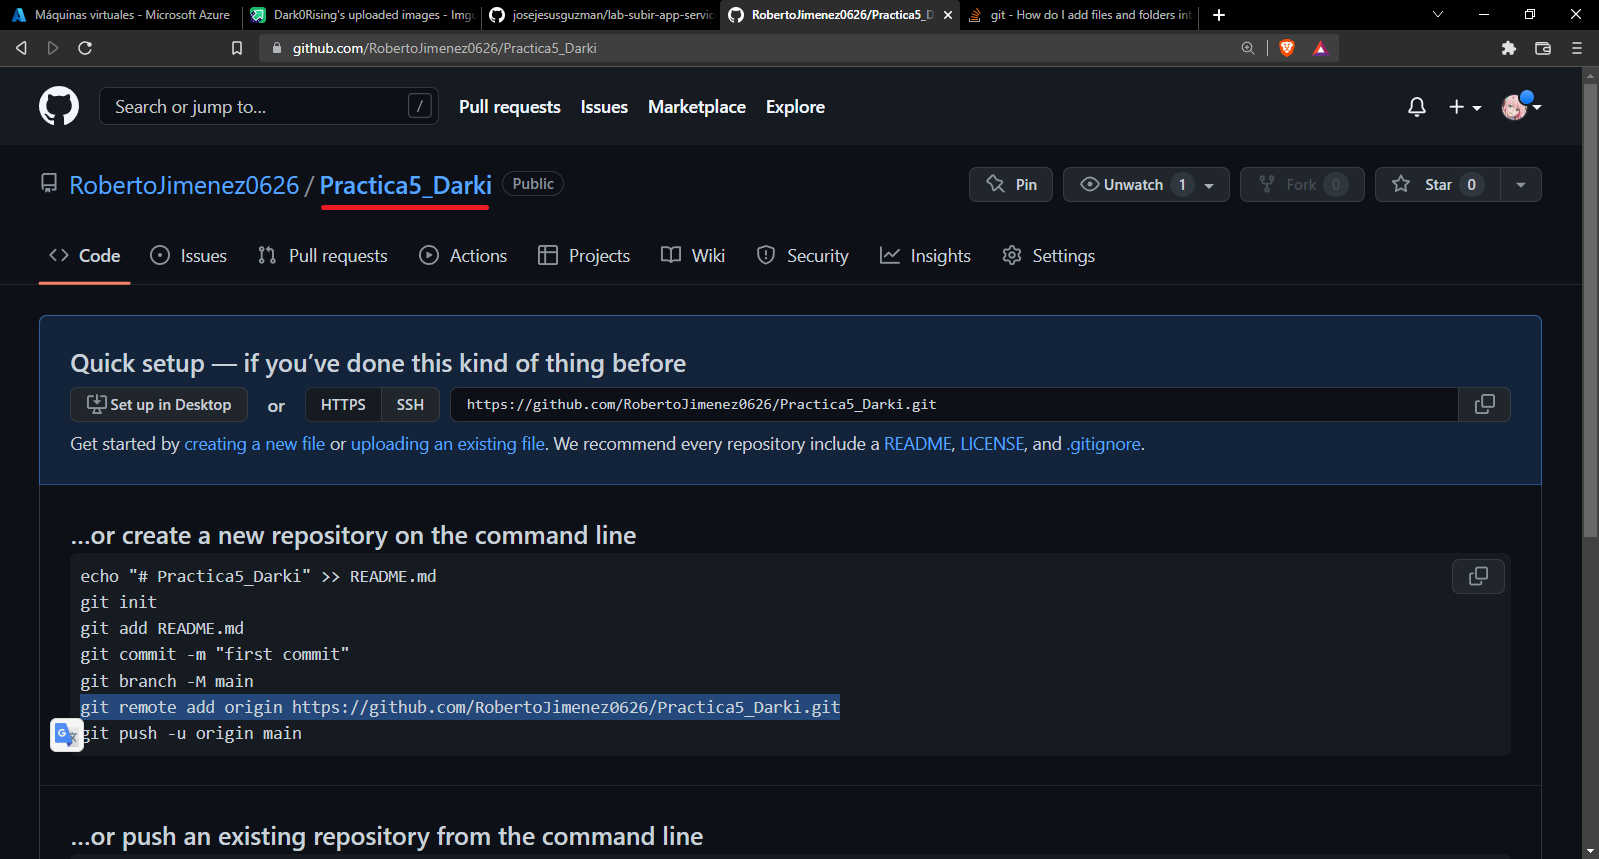 Máquinas virtuales - Microsoft Azure
Dark0Rising's uploaded images - Imgu
josejesusguzman/lab-subir-app-servic
RobertoJimenez0626/Practica5_D
git - How do I add files and folders int
github.com/RobertoJimenez0626/Practica5_Darki
Search or jump to... /
Pull requests Issues Marketplace Explore
RobertoJimenez0626 / Practica5_Darki Public
Pin Unwatch 1 Fork 0 Star 0
<> Code Issues Pull requests Actions Projects Wiki Security Insights Settings
Quick setup — if you’ve done this kind of thing before
Set up in Desktop or HTTPS SSH https://github.com/RobertoJimenez0626/Practica5_Darki.git
Get started by creating a new file or uploading an existing file. We recommend every repository include a README, LICENSE, and .gitignore.
…or create a new repository on the command line
echo "# Practica5_Darki" >> README.md
git init
git add README.md
git commit -m "first commit"
git branch -M main
git remote add origin https://github.com/RobertoJimenez0626/Practica5_Darki.git
git push -u origin main
…or push an existing repository from the command line